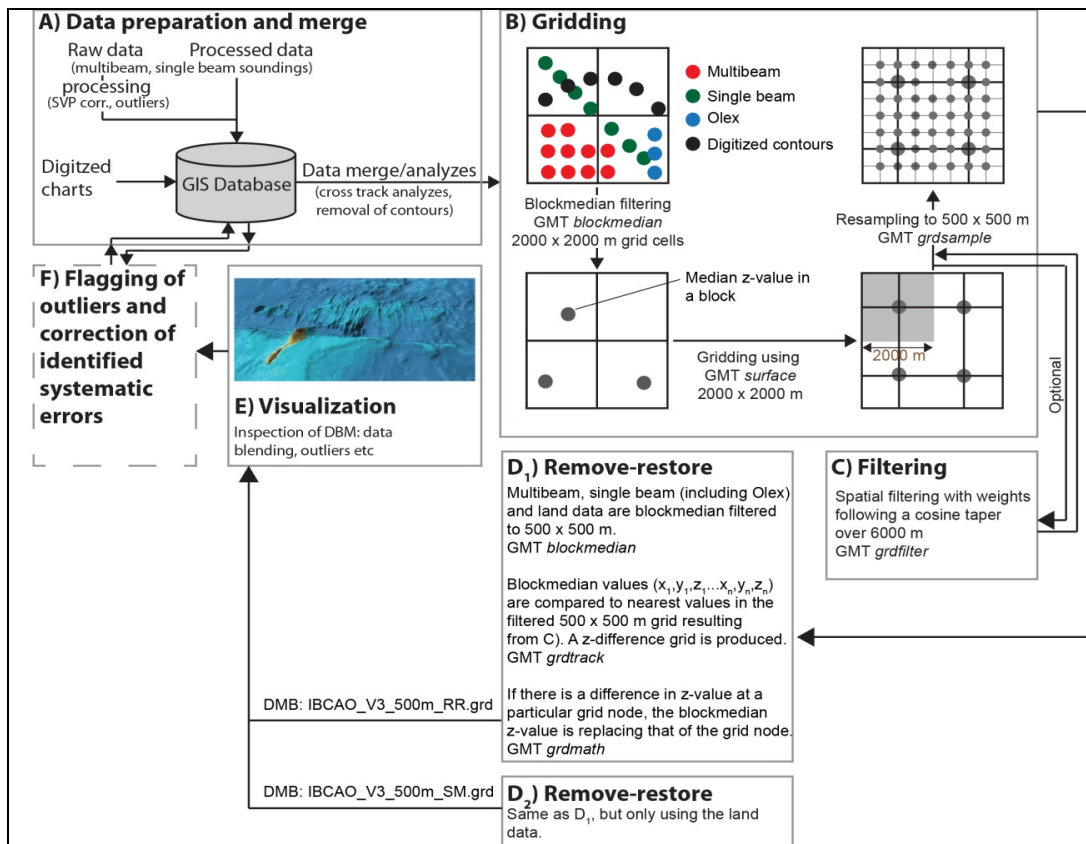 A) Data preparation and merge
Raw data
Processed data
(multibeam, single beam soundings)
processing
(SVP corr., outliers)
Digitzed
charts
GIS Database
Data merge/analyzes
(cross track analyzes,
removal of contours)
B) Gridding
Multibeam
Single beam
Olex
Digitized contours
Blockmedian filtering
GMT blockmedian
2000 x 2000 m grid cells
Resampling to 500 x 500 m
GMT grdsample
Median z-value in
a block
Gridding using
GMT surface
2000 x 2000 m
2000 m
Optional
F) Flagging of
outliers and
correction of
identified
systematic
errors
E) Visualization
Inspection of DBM: data
blending, outliers etc
D1) Remove-restore
Multibeam, single beam (including Olex)
and land data are blockmedian filtered
to 500 x 500 m.
GMT blockmedian
Blockmedian values (x1,y1,z1...xn,yn,zn)
are compared to nearest values in the
filtered 500 x 500 m grid resulting
from C). A z-difference grid is produced.
GMT grdtrack
If there is a difference in z-value at a
particular grid node, the blockmedian
z-value is replacing that of the grid node.
GMT grdmath
C) Filtering
Spatial filtering with weights
following a cosine taper
over 6000 m
GMT grdfilter
DMB: IBCAO_V3_500m_RR.grd
DMB: IBCAO_V3_500m_SM.grd
D2) Remove-restore
Same as D1, but only using the land
data.